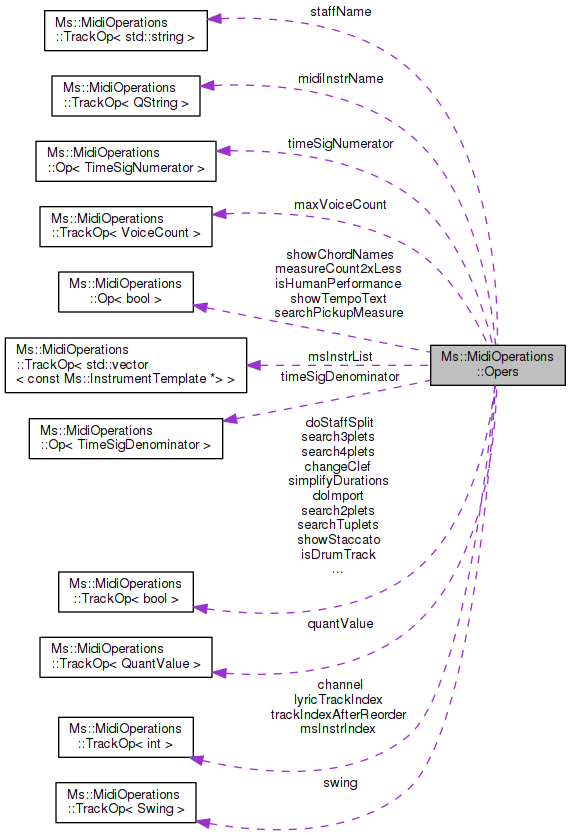 staffName
Ms::MidiOperations
::TrackOp< std::string >
midiInstrName
Ms::MidiOperations
::TrackOp< QString >
timeSigNumerator
Ms::MidiOperations
::Op< TimeSigNumerator >
maxVoiceCount
Ms::MidiOperations
::TrackOp< VoiceCount >
showChordNames
measureCount2xLess
isHumanPerformance
showTempoText
searchPickupMeasure
Ms::MidiOperations
::Op< bool >
Ms::MidiOperations
::Opers
msInstrList
Ms::MidiOperations
::TrackOp< std::vector
< const Ms::InstrumentTemplate *> >
timeSigDenominator
Ms::MidiOperations
::Op< TimeSigDenominator >
doStaffSplit
search3plets
search4plets
changeClef
simplifyDurations
doImport
search2plets
searchTuplets
showStaccato
isDrumTrack
...
Ms::MidiOperations
::TrackOp< bool >
quantValue
Ms::MidiOperations
::TrackOp< QuantValue >
channel
lyricTrackIndex
trackIndexAfterReorder
msInstrIndex
Ms::MidiOperations
::TrackOp< int >
swing
Ms::MidiOperations
::TrackOp< Swing >